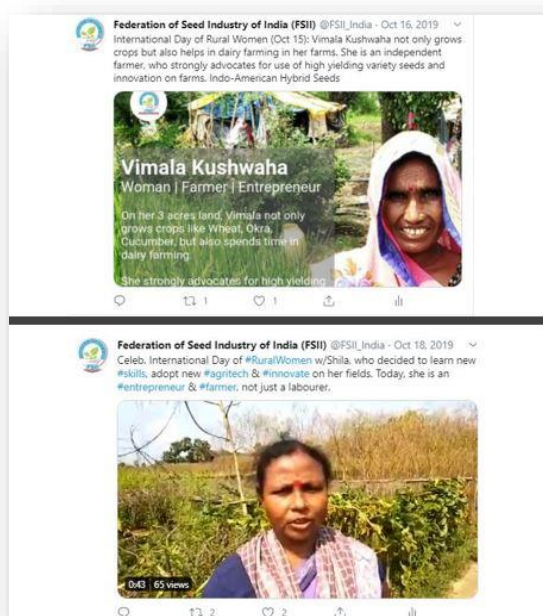 Federation of Seed Industry of India (FSII) @FSII_India · Oct 16, 2019
International Day of Rural Women (Oct 15): Vimala Kushwaha not only grows
crops but also helps in dairy farming in her farms. She is an independent
farmer, who strongly advocates for use of high yielding variety seeds and
innovation on farms. Indo-American Hybrid Seeds
Vimala Kushwaha
Woman | Farmer | Entrepreneur
On her 3 acres land, Vimala not only
grows crops like Wheat, Okra,
Cucumber, but also spends time in
dairy farming.
She strongly advocates for high yielding
1
1
Federation of Seed Industry of India (FSII) @FSII_India · Oct 18, 2019
Celeb. International Day of #RuralWomen w/Shila, who decided to learn new
#skills, adopt new #agritech & #innovate on her fields. Today, she is an
#entrepreneur & #farmer, not just a labourer.
0:43 65 views
2
2